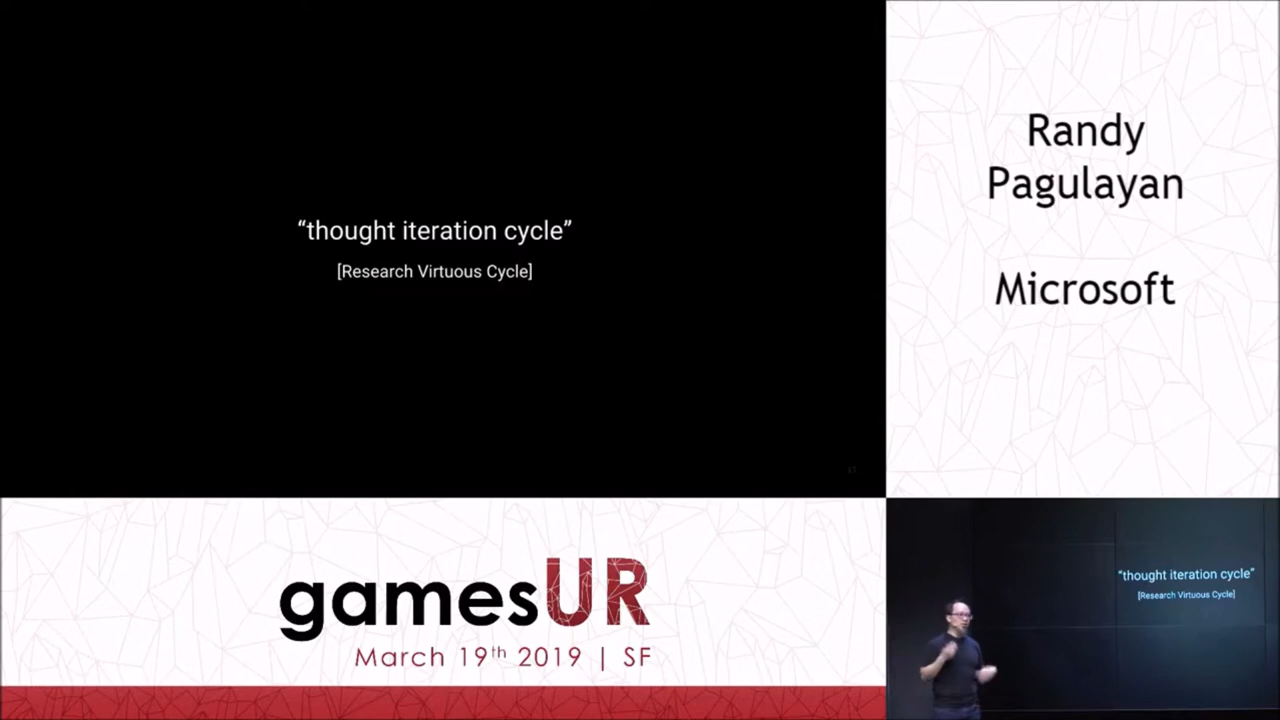 “thought iteration cycle”
[Research Virtuous Cycle]
Randy
Pagulayan
Microsoft
gamesUR
March 19th 2019 | SF
“thought iteration cycle”
[Research Virtuous Cycle]